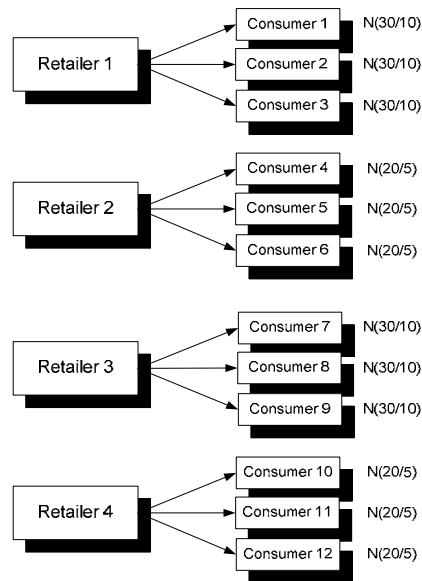 Consumer 1 N(30/10)
Retailer 1 Consumer 2 N(30/10)
Consumer 3 N(30/10)
Consumer 4 N(20/5)
Retailer 2 Consumer 5 N(20/5)
Consumer 6 N(20/5)
Consumer 7 N(30/10)
Retailer 3 Consumer 8 N(30/10)
Consumer 9 N(30/10)
Consumer 10 N(20/5)
Retailer 4 Consumer 11 N(20/5)
Consumer 12 N(20/5)